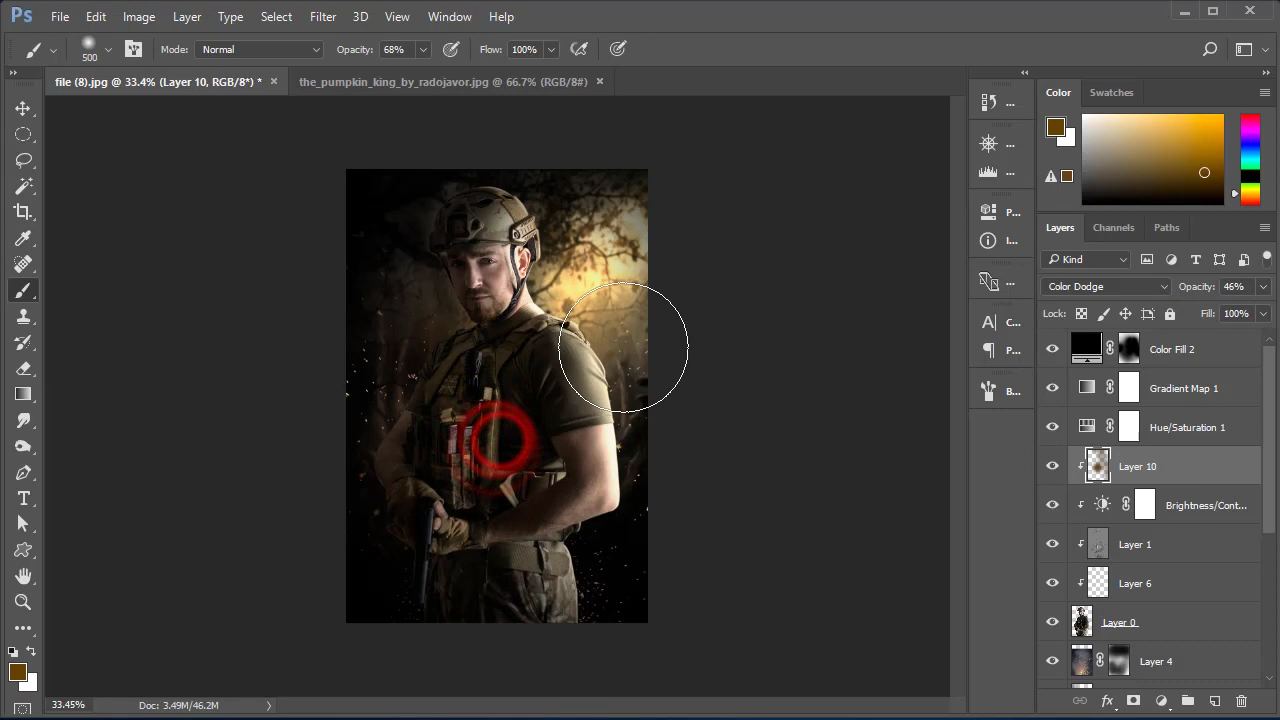 Ps File Edit Image Layer Type Select Filter 3D View Window Help
500 Mode: Normal Opacity: 68% Flow: 100%
file (8).jpg @ 33.4% (Layer 10, RGB/8*) * × the_pumpkin_king_by_radojavor.jpg @ 66.7% (RGB/8#) ×
Color Swatches
...
...
...
P...
I...
...
C...
P...
B...
Layers Channels Paths
Kind
Color Dodge Opacity: 46%
Lock: Fill: 100%
Color Fill 2
Gradient Map 1
Hue/Saturation 1
Layer 10
Brightness/Cont...
Layer 1
Layer 6
Layer 0
Layer 4
33.45% Doc: 3.49M/46.2M